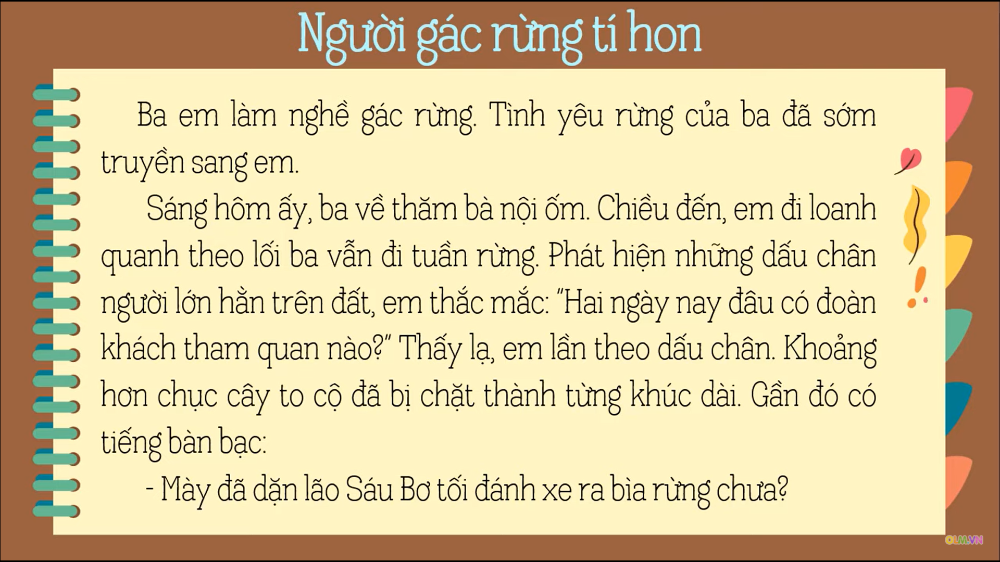 Người gác rừng tí hon
Ba em làm nghề gác rừng. Tình yêu rừng của ba đã sớm
truyền sang em.
Sáng hôm ấy, ba về thăm bà nội ốm. Chiều đến, em đi loanh
quanh theo lối ba vẫn đi tuần rừng. Phát hiện những dấu chân
người lớn hằn trên đất, em thắc mắc: "Hai ngày nay đâu có đoàn
khách tham quan nào?" Thấy lạ, em lần theo dấu chân. Khoảng
hơn chục cây to cộ đã bị chặt thành từng khúc dài. Gần đó có
tiếng bàn bạc:
- Mày đã dặn lão Sáu Bơ tối đánh xe ra bìa rừng chưa?
OLM.VN